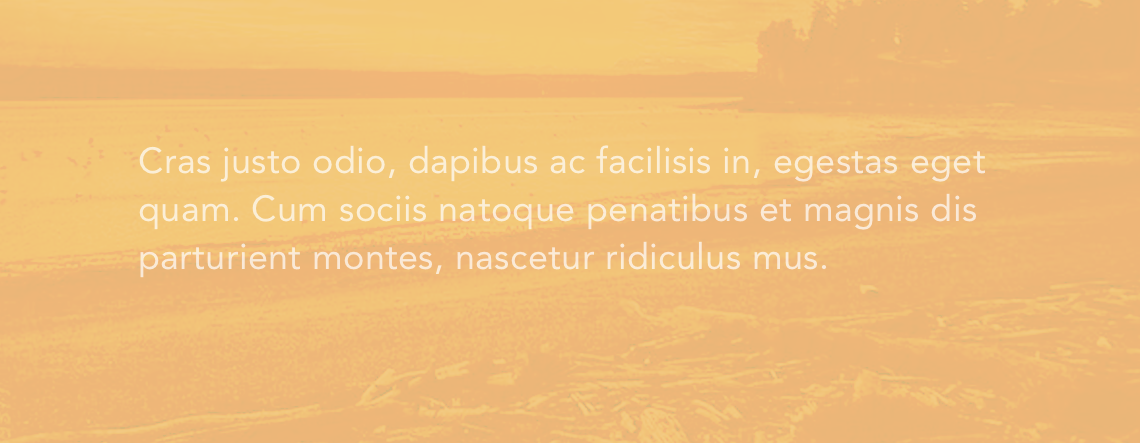 Cras justo odio, dapibus ac facilisis in, egestas eget
quam. Cum sociis natoque penatibus et magnis dis
parturient montes, nascetur ridiculus mus.